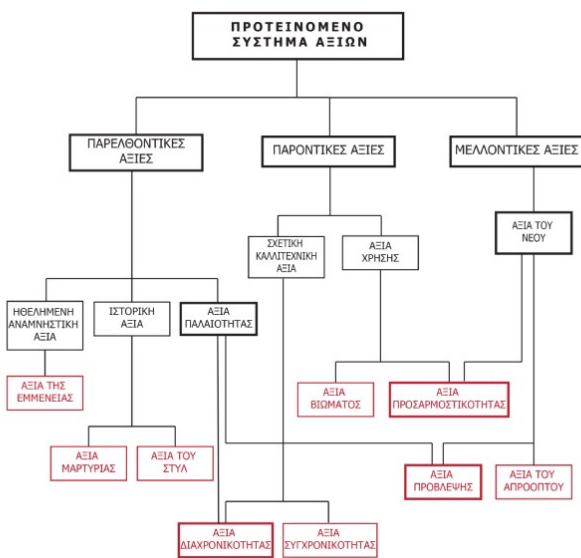 ΠΡΟΤΕΙΝΟΜΕΝΟ
ΣΥΣΤΗΜΑ ΑΞΙΩΝ
ΠΑΡΕΛΘΟΝΤΙΚΕΣ
ΑΞΙΕΣ
ΠΑΡΟΝΤΙΚΕΣ ΑΞΙΕΣ
ΜΕΛΛΟΝΤΙΚΕΣ ΑΞΙΕΣ
ΣΧΕΤΙΚΗ
ΚΑΛΛΙΤΕΧΝΙΚΗ
ΑΞΙΑ
ΑΞΙΑ
ΧΡΗΣΗΣ
ΑΞΙΑ ΤΟΥ
ΝΕΟΥ
ΗΘΕΛΗΜΕΝΗ
ΑΝΑΜΝΗΣΤΙΚΗ
ΑΞΙΑ
ΙΣΤΟΡΙΚΗ
ΑΞΙΑ
ΑΞΙΑ
ΠΑΛΑΙΟΤΗΤΑΣ
ΑΞΙΑ ΤΗΣ
ΕΜΜΕΝΕΙΑΣ
ΑΞΙΑ
ΒΙΩΜΑΤΟΣ
ΑΞΙΑ
ΠΡΟΣΑΡΜΟΣΤΙΚΟΤΗΤΑΣ
ΑΞΙΑ
ΜΑΡΤΥΡΙΑΣ
ΑΞΙΑ ΤΟΥ
ΣΤΥΛ
ΑΞΙΑ
ΠΡΟΒΛΕΨΗΣ
ΑΞΙΑ ΤΟΥ
ΑΠΡΟΟΠΤΟΥ
ΑΞΙΑ
ΔΙΑΧΡΟΝΙΚΟΤΗΤΑΣ
ΑΞΙΑ
ΣΥΓΧΡΟΝΙΚΟΤΗΤΑΣ